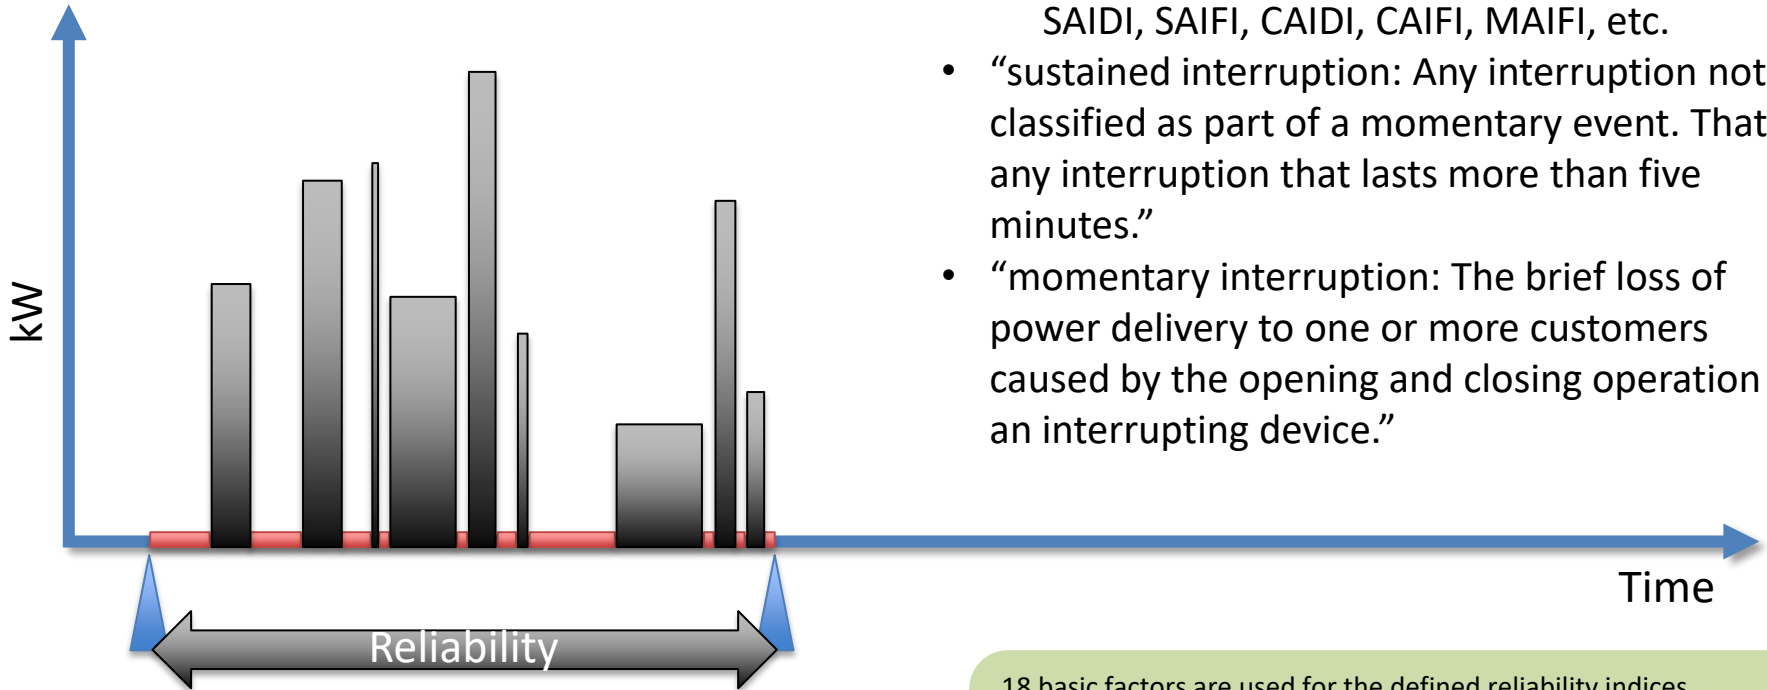 SAIDI, SAIFI, CAIDI, CAIFI, MAIFI, etc.
• “sustained interruption: Any interruption not
classified as part of a momentary event. That
any interruption that lasts more than five
minutes.”
• “momentary interruption: The brief loss of
power delivery to one or more customers
caused by the opening and closing operation
an interrupting device.”
kW
Time
Reliability
18 basic factors are used for the defined reliability indices